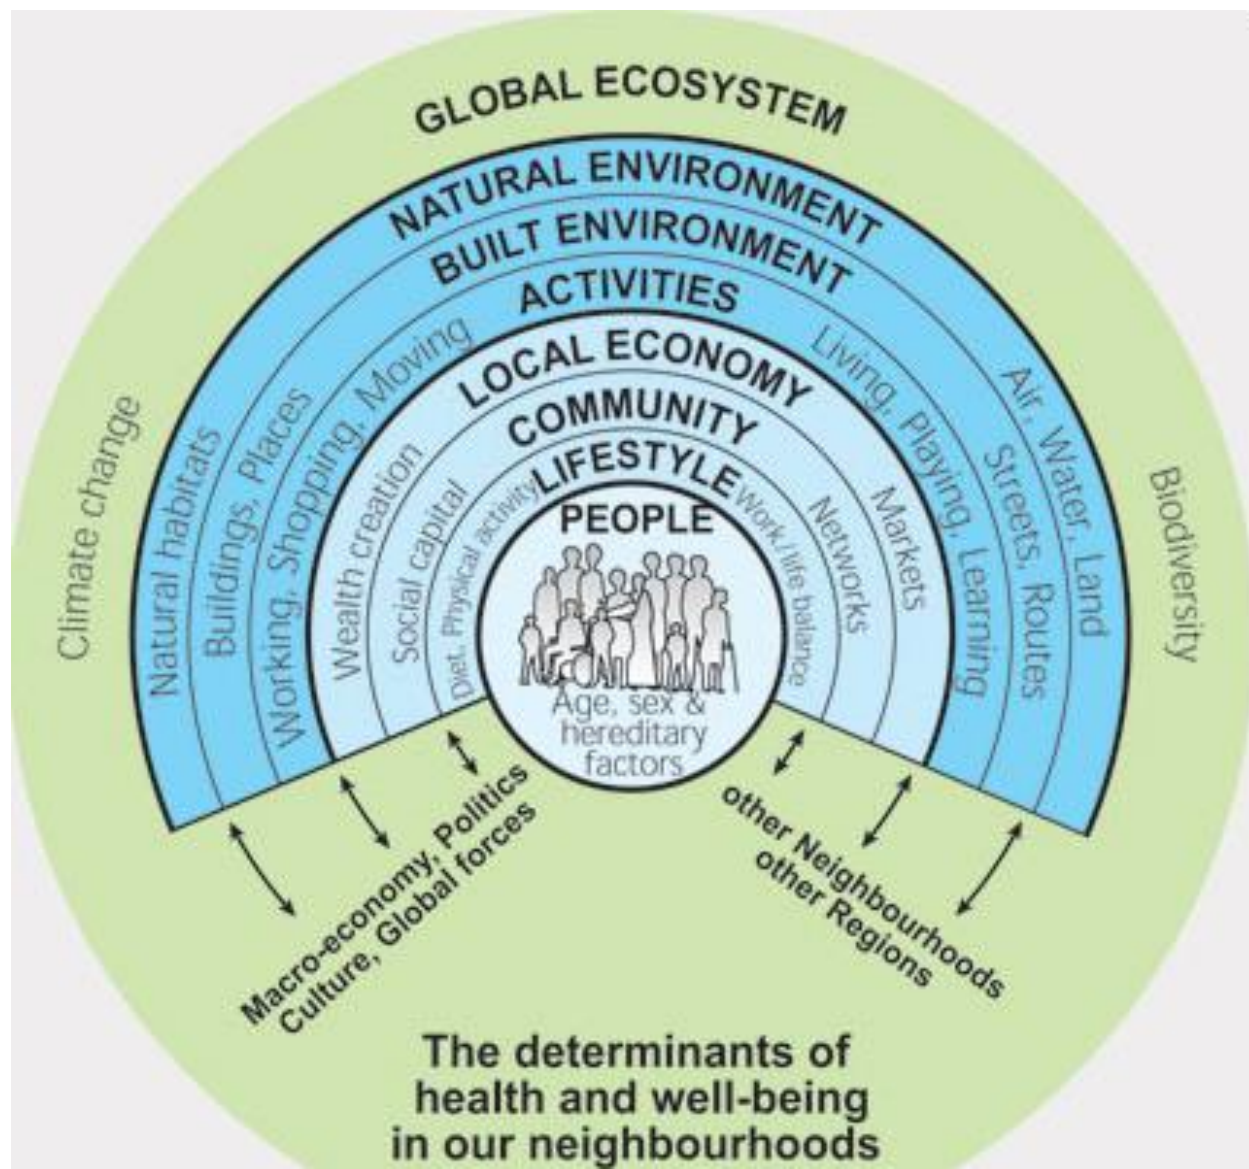 GLOBAL ECOSYSTEM
NATURAL ENVIRONMENT
BUILT ENVIRONMENT
ACTIVITIES
LOCAL ECONOMY
COMMUNITY
LIFESTYLE
PEOPLE
Age, sex &
hereditary
factors
Climate change
Natural habitats
Buildings, Places
Working, Shopping, Moving
Wealth creation
Social capital
Diet. Physical activity
Work/life balance
Networks
Markets
Living, Playing, Learning
Streets, Routes
Air, Water, Land
Biodiversity
Macro-economy, Politics
Culture, Global forces
other Neighbourhoods
other Regions
The determinants of
health and well-being
in our neighbourhoods